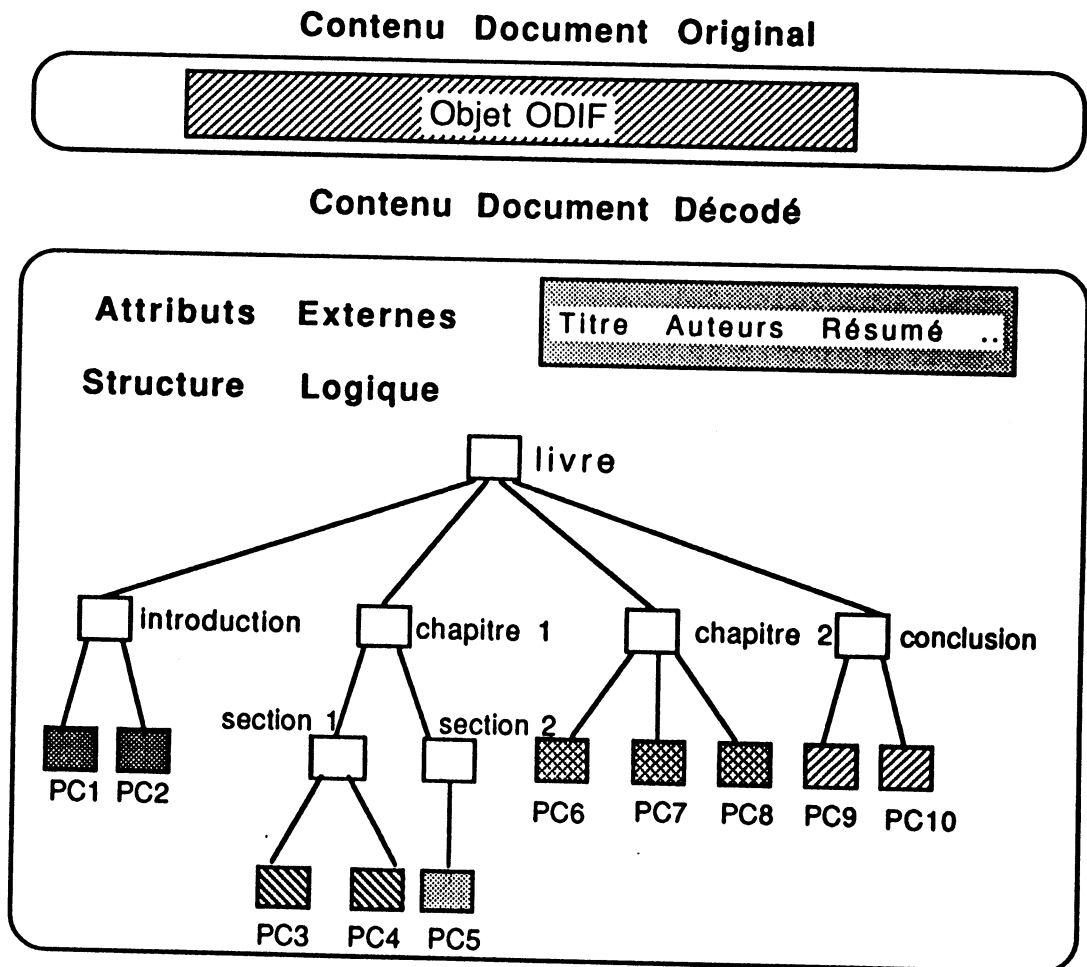 Contenu Document Original
Objet ODIF
Contenu Document Décodé
Attributs Externes
Titre Auteurs Résumé ..
Structure Logique
livre
introduction
chapitre 1
chapitre 2
conclusion
section 1
section 2
PC1 PC2
PC6 PC7 PC8 PC9 PC10
PC3 PC4 PC5